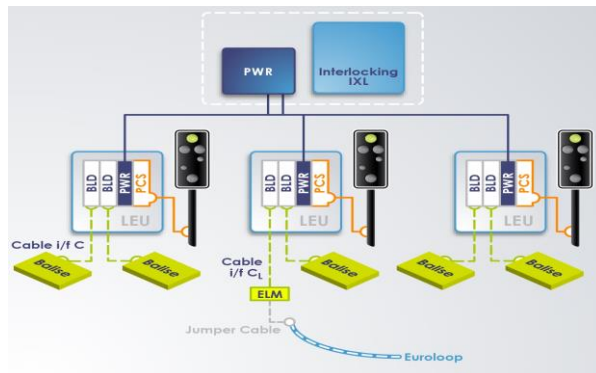 PWR
Interlocking
IXL
BLD
BLD
PWR
PCS
LEU
BLD
BLD
PWR
PCS
LEU
BLD
BLD
PWR
PCS
LEU
Cable i/f C
Balise
Balise
Cable
i/f CL
Balise
Balise
Balise
ELM
Jumper Cable
Euroloop